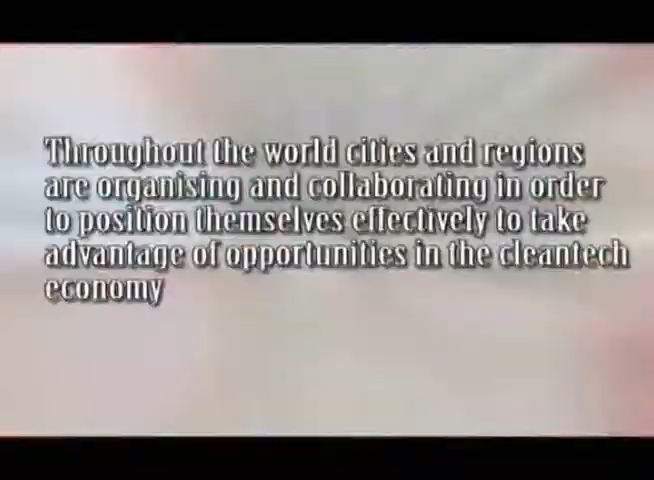 Throughout the world cities and regions
are organising and collaborating in order
to position themselves effectively to take
advantage of opportunities in the cleantech
economy